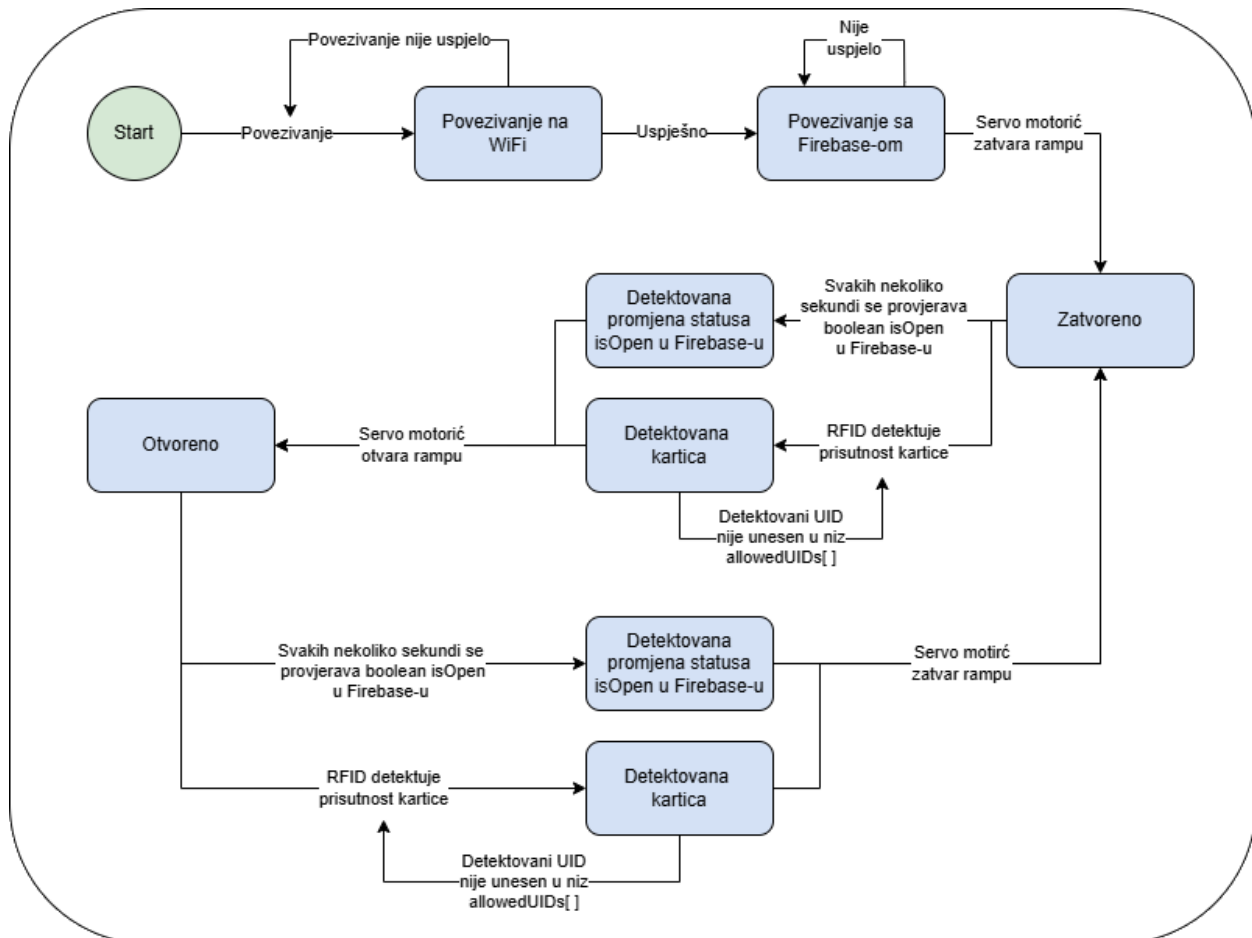 Povezivanje nije uspjelo
Nije
uspjelo
Start
Povezivanje
Povezivanje na
WiFi
Uspješno
Povezivanje sa
Firebase-om
Servo motorić
zatvara rampu
Detektovana
promjena statusa
isOpen u Firebase-u
Svakih nekoliko
sekundi se provjerava
boolean isOpen
u Firebase-u
Zatvoreno
Otvoreno
Servo motorić
otvara rampu
Detektovana
kartica
RFID detektuje
prisutnost kartice
Detektovani UID
nije unesen u niz
allowedUIDs[ ]
Svakih nekoliko sekundi se
provjerava boolean isOpen
u Firebase-u
Detektovana
promjena statusa
isOpen u Firebase-u
Servo motirć
zatvar rampu
RFID detektuje
prisutnost kartice
Detektovana
kartica
Detektovani UID
nije unesen u niz
allowedUIDs[ ]